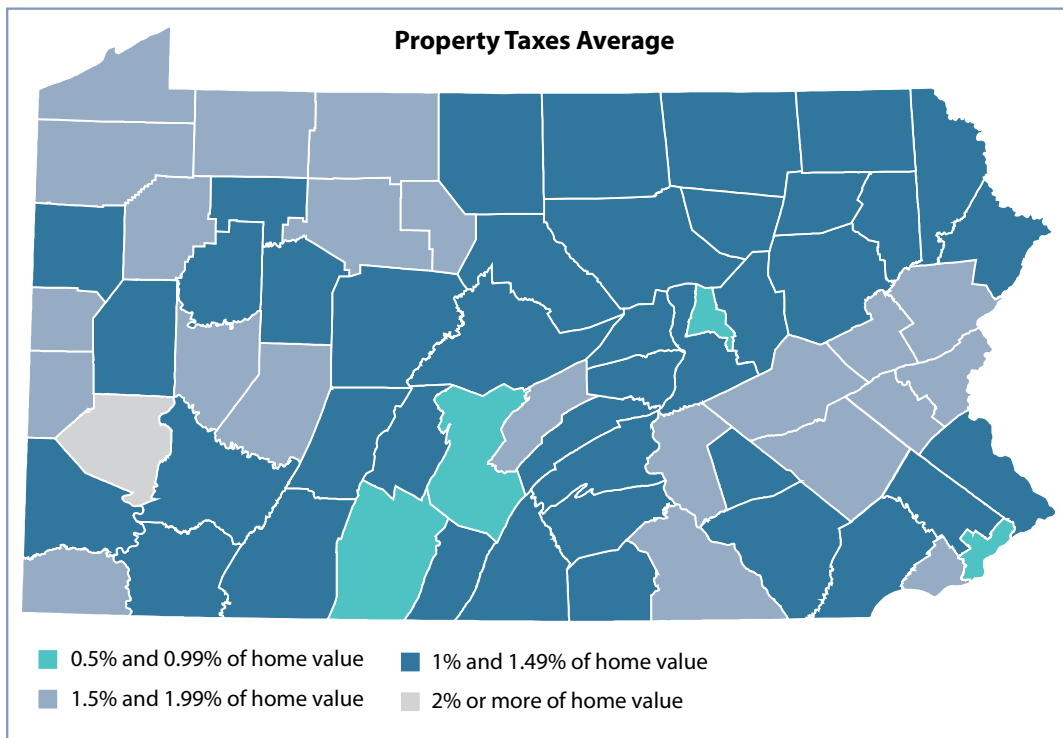 Property Taxes Average
0.5% and 0.99% of home value
1% and 1.49% of home value
1.5% and 1.99% of home value
2% or more of home value